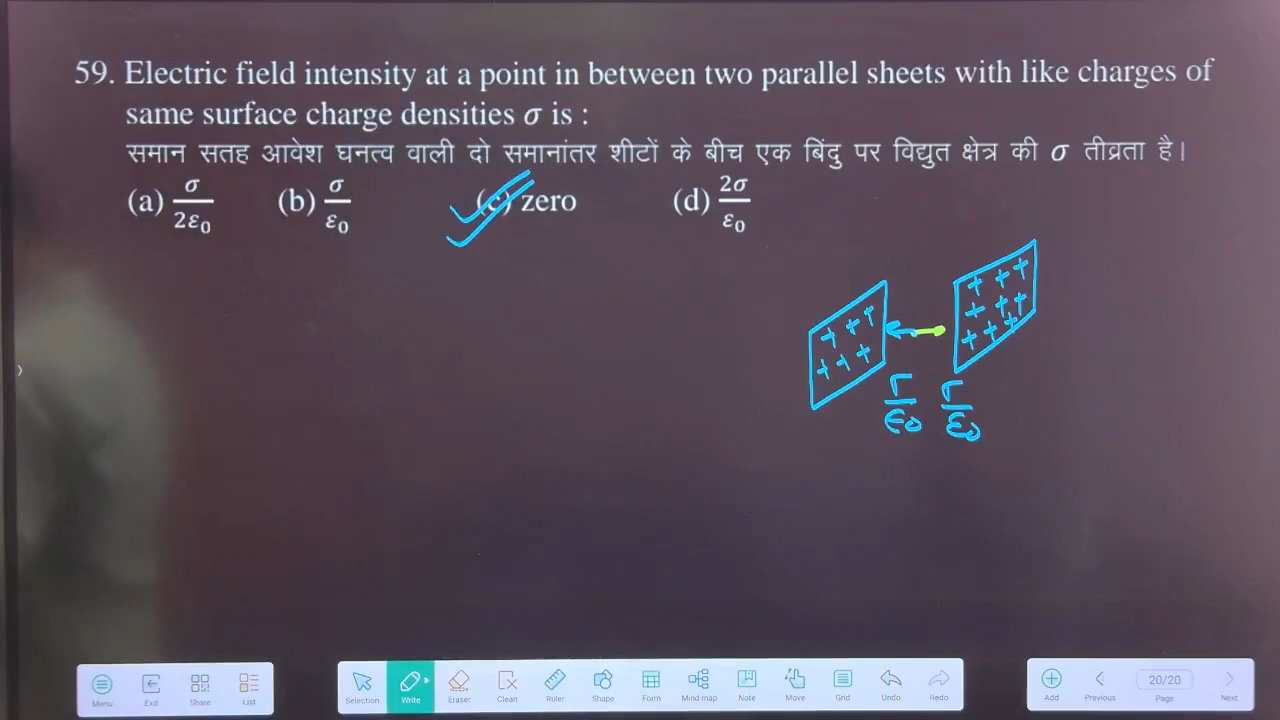 59. Electric field intensity at a point in between two parallel sheets with like charges of
same surface charge densities σ is :
समान सतह आवेश घनत्व वाली दो समानांतर शीटों के बीच एक बिंदु पर विद्युत क्षेत्र की σ तीव्रता है।
(a) σ/2ε₀ (b) σ/ε₀ (c) zero (d) 2σ/ε₀
+ + + + + + + + +
+ + + + + +
σ/ε₀ σ/ε₀
Menu Exit Share List Selection Write Eraser Clean Ruler Shape Form Mind map Note Move Grid Undo Redo Add Previous 20/20 Page Next